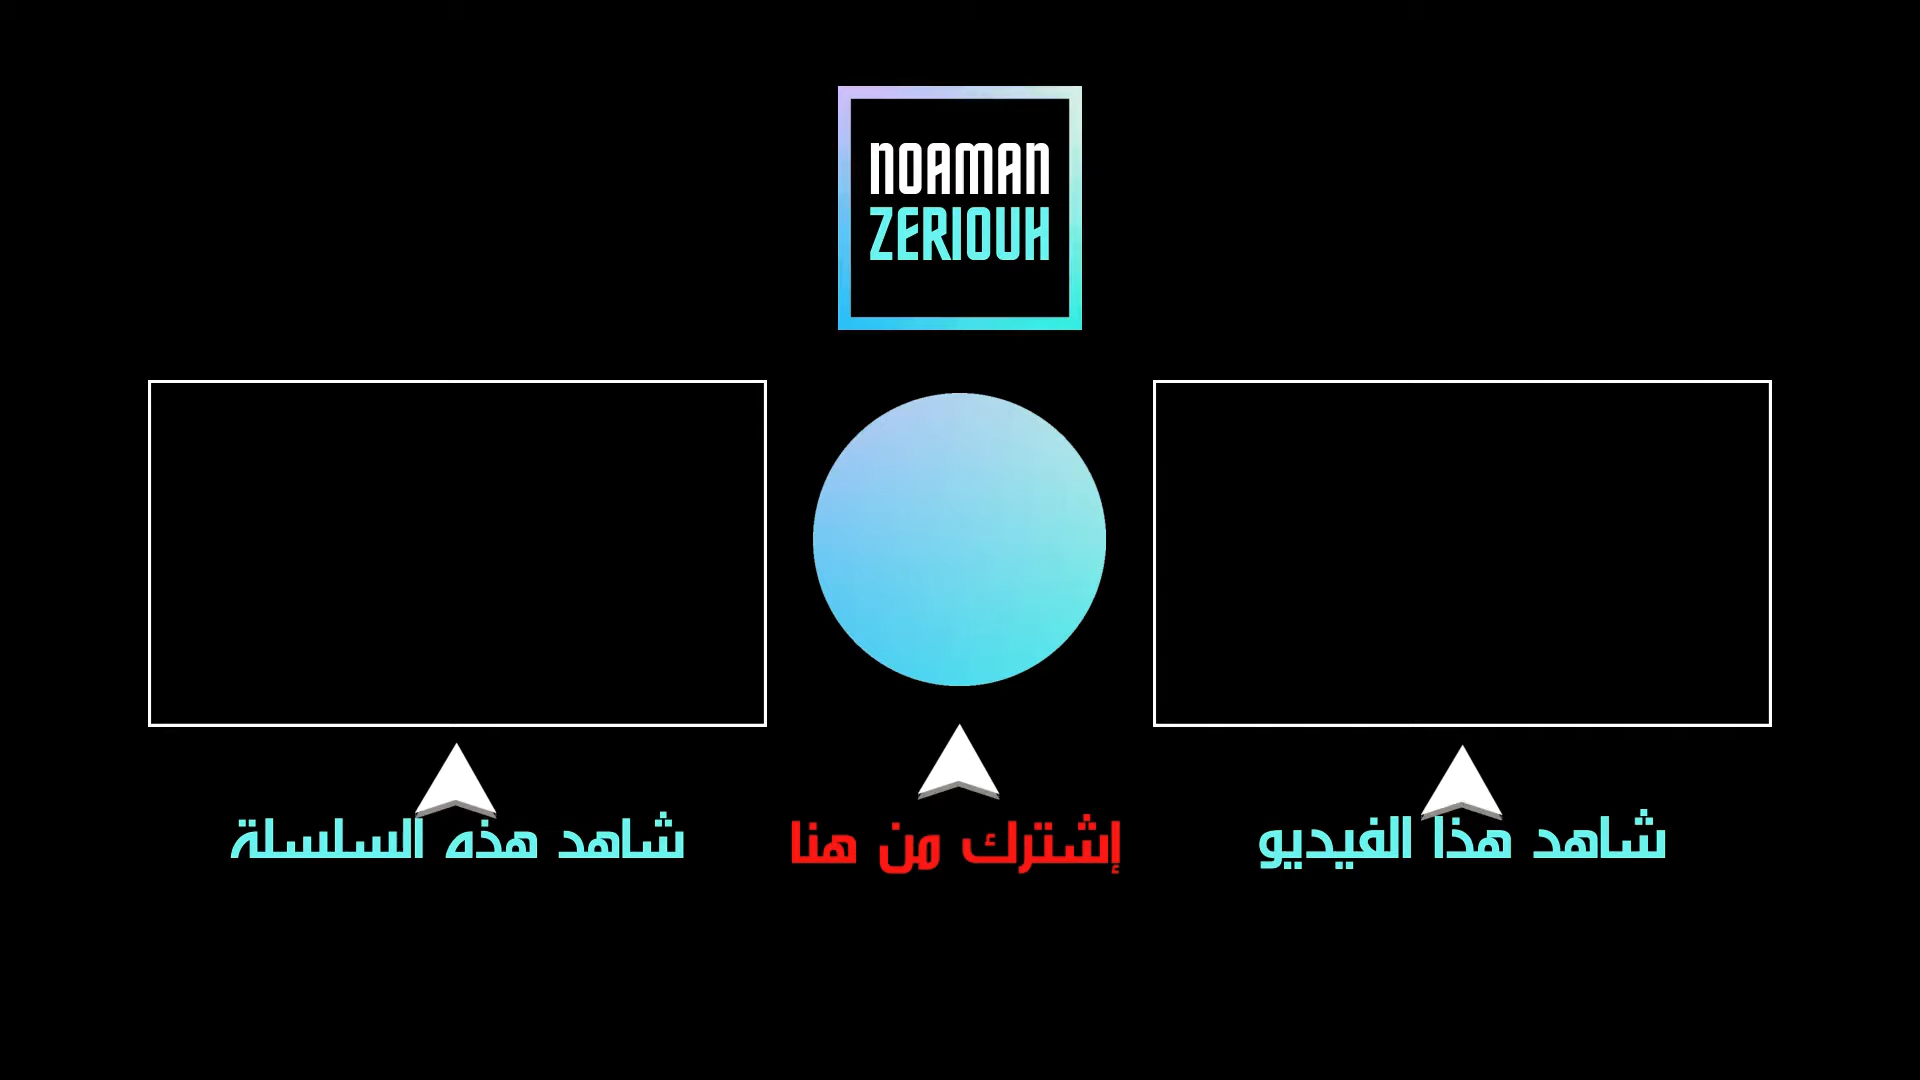 NOAMAN
ZERIOUH
شاهد هذا الفيديو
إشترك من هنا
شاهد هذه السلسلة